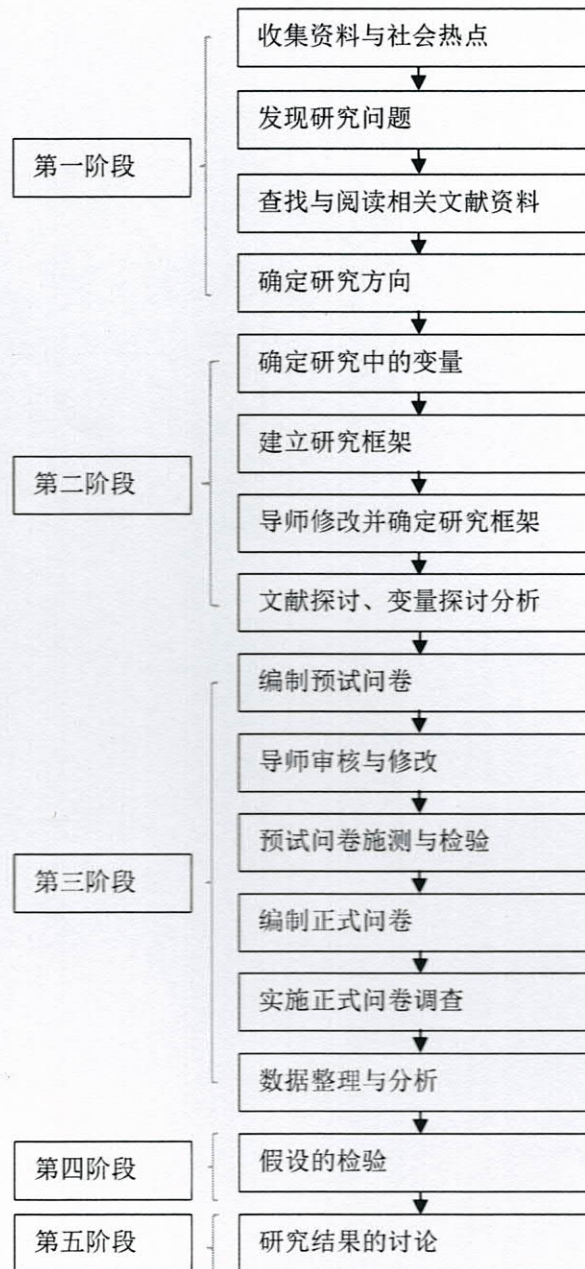 收集资料与社会热点
发现研究问题
第一阶段
查找与阅读相关文献资料
确定研究方向
确定研究中的变量
建立研究框架
第二阶段
导师修改并确定研究框架
文献探讨、变量探讨分析
编制预试问卷
导师审核与修改
预试问卷施测与检验
第三阶段
编制正式问卷
实施正式问卷调查
数据整理与分析
第四阶段
假设的检验
第五阶段
研究结果的讨论